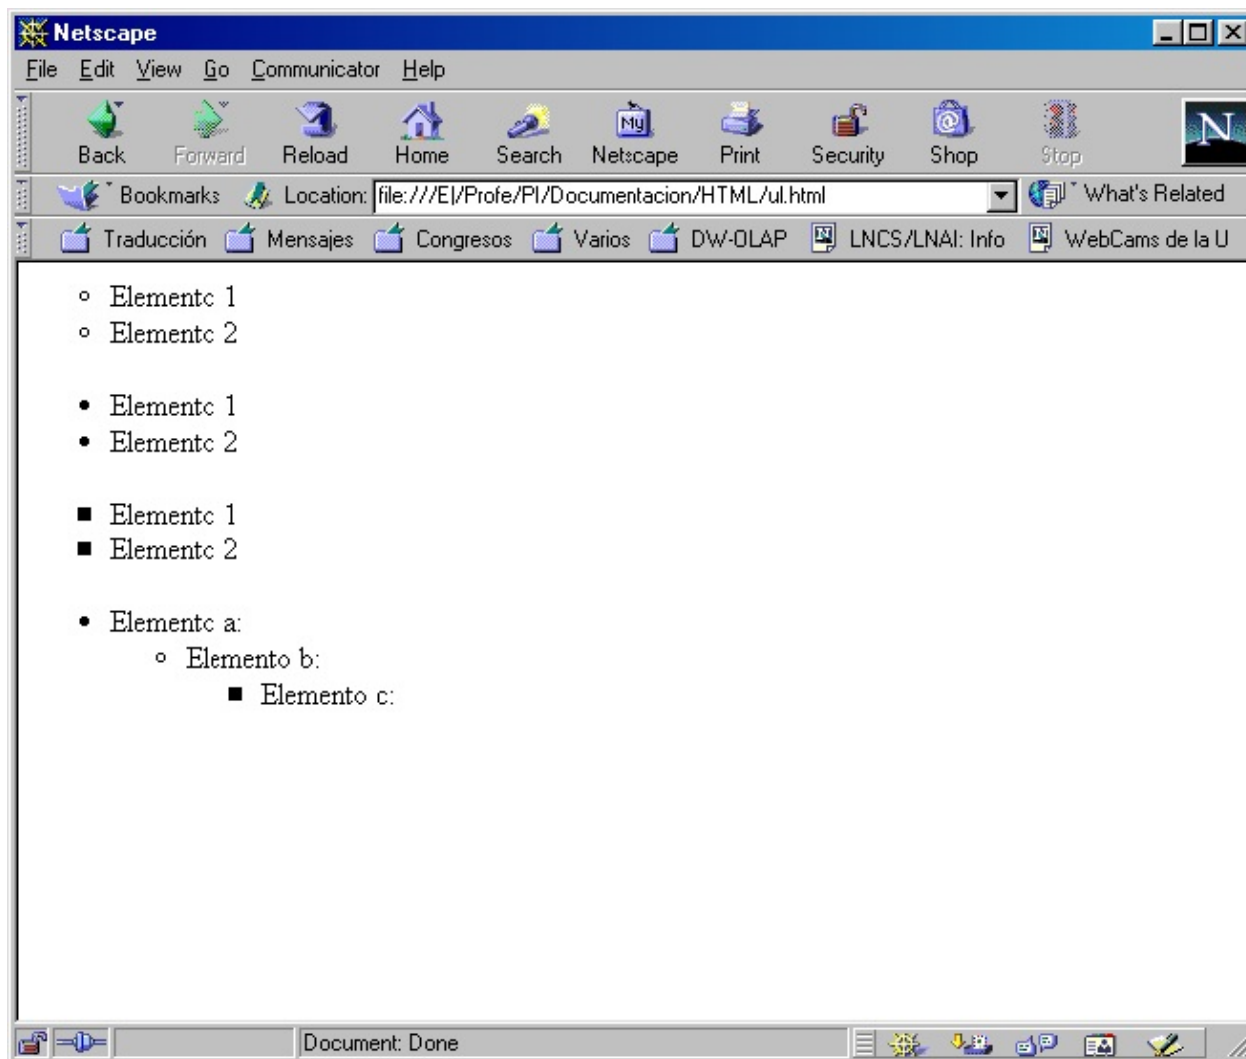 Netscape
File Edit View Go Communicator Help
My N
Back Forward Reload Home Search Netscape Print Security Shop Stop
Bookmarks Location: file:///E|/Profe/PI/Documentacion/HTML/ul.html What's Related
Traducción Mensajes Congresos Varios DW-OLAP LNCS/LNAI: Info WebCams de la U
Elemento 1
Elemento 2
Elemento 1
Elemento 2
Elemento 1
Elemento 2
Elemento a:
Elemento b:
Elemento c:
Document: Done